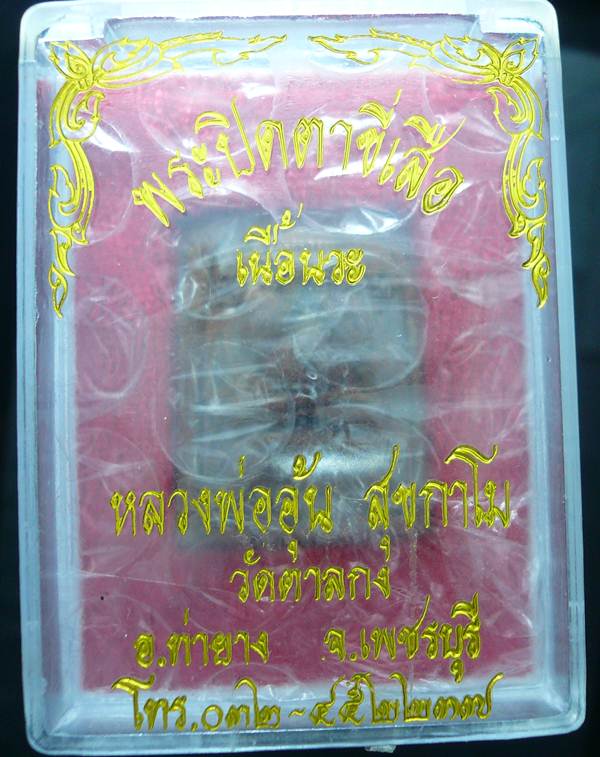 พระปิดตาขี่เสือ
เนื้อนวะ
หลวงพ่ออุ้น สุขกาโม
วัดตาลกง
อ.ท่ายาง จ.เพชรบุรี
โทร.๐๓๒-๔๕๒๒๓๗